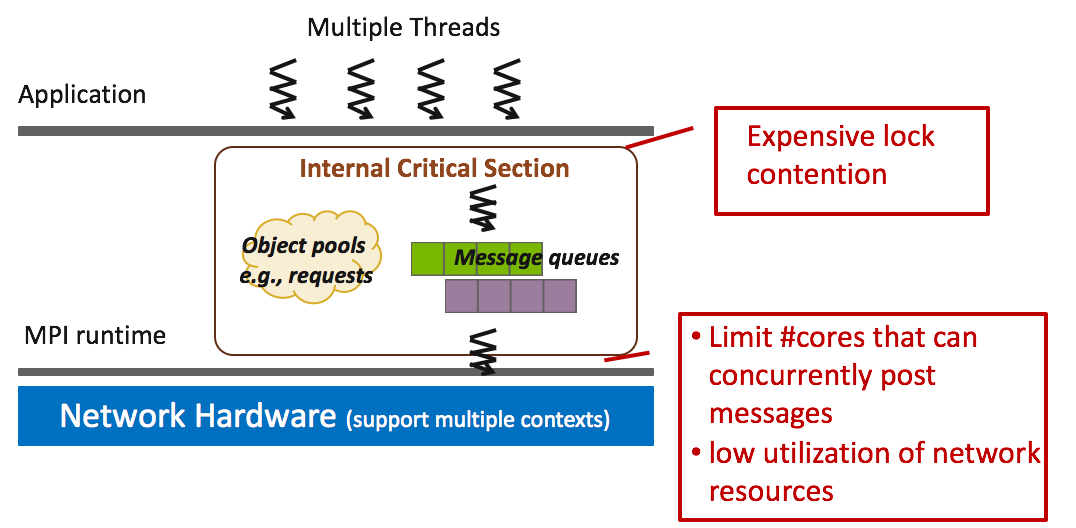 Multiple Threads
Application
Expensive lock
contention
Internal Critical Section
Object pools
e.g., requests
Message queues
MPI runtime
• Limit #cores that can
concurrently post
messages
• low utilization of network
resources
Network Hardware (support multiple contexts)